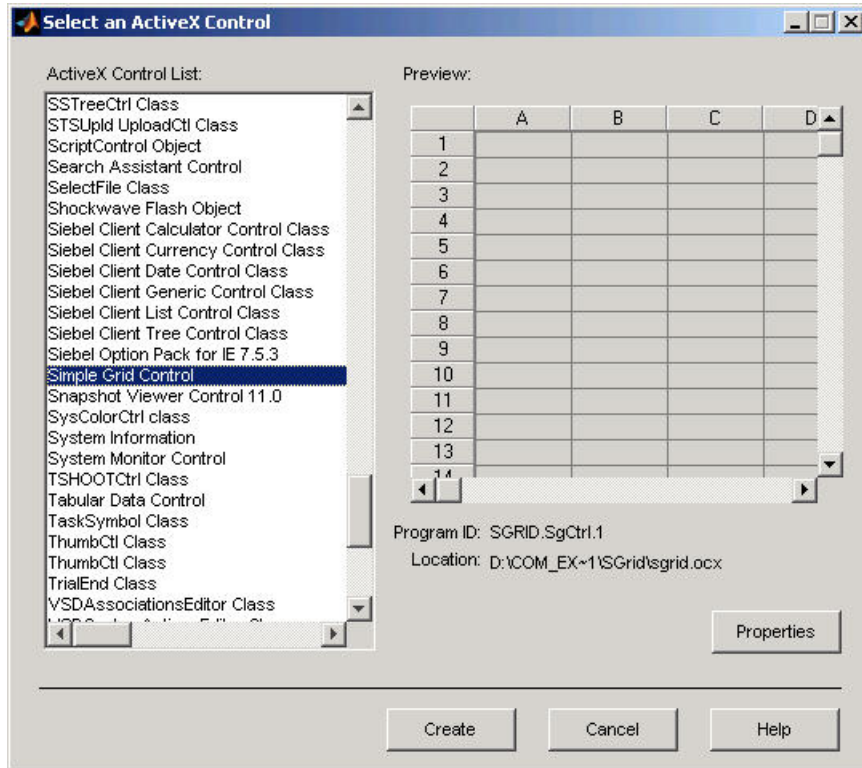 Select an ActiveX Control
ActiveX Control List:
SSTreeCtrl Class
STSUpld UploadCtl Class
ScriptControl Object
Search Assistant Control
SelectFile Class
Shockwave Flash Object
Siebel Client Calculator Control Class
Siebel Client Currency Control Class
Siebel Client Date Control Class
Siebel Client Generic Control Class
Siebel Client List Control Class
Siebel Client Tree Control Class
Siebel Option Pack for IE 7.5.3
Simple Grid Control
Snapshot Viewer Control 11.0
SysColorCtrl class
System Information
System Monitor Control
TSHOOTCtrl Class
Tabular Data Control
TaskSymbol Class
ThumbCtl Class
ThumbCtl Class
TrialEnd Class
VSDAssociationsEditor Class
Preview:
A B C D
1
2
3
4
5
6
7
8
9
10
11
12
13
14
Program ID: SGRID.SgCtrl.1
Location: D:\COM_EX~1\SGrid\sgrid.ocx
Properties
Create Cancel Help